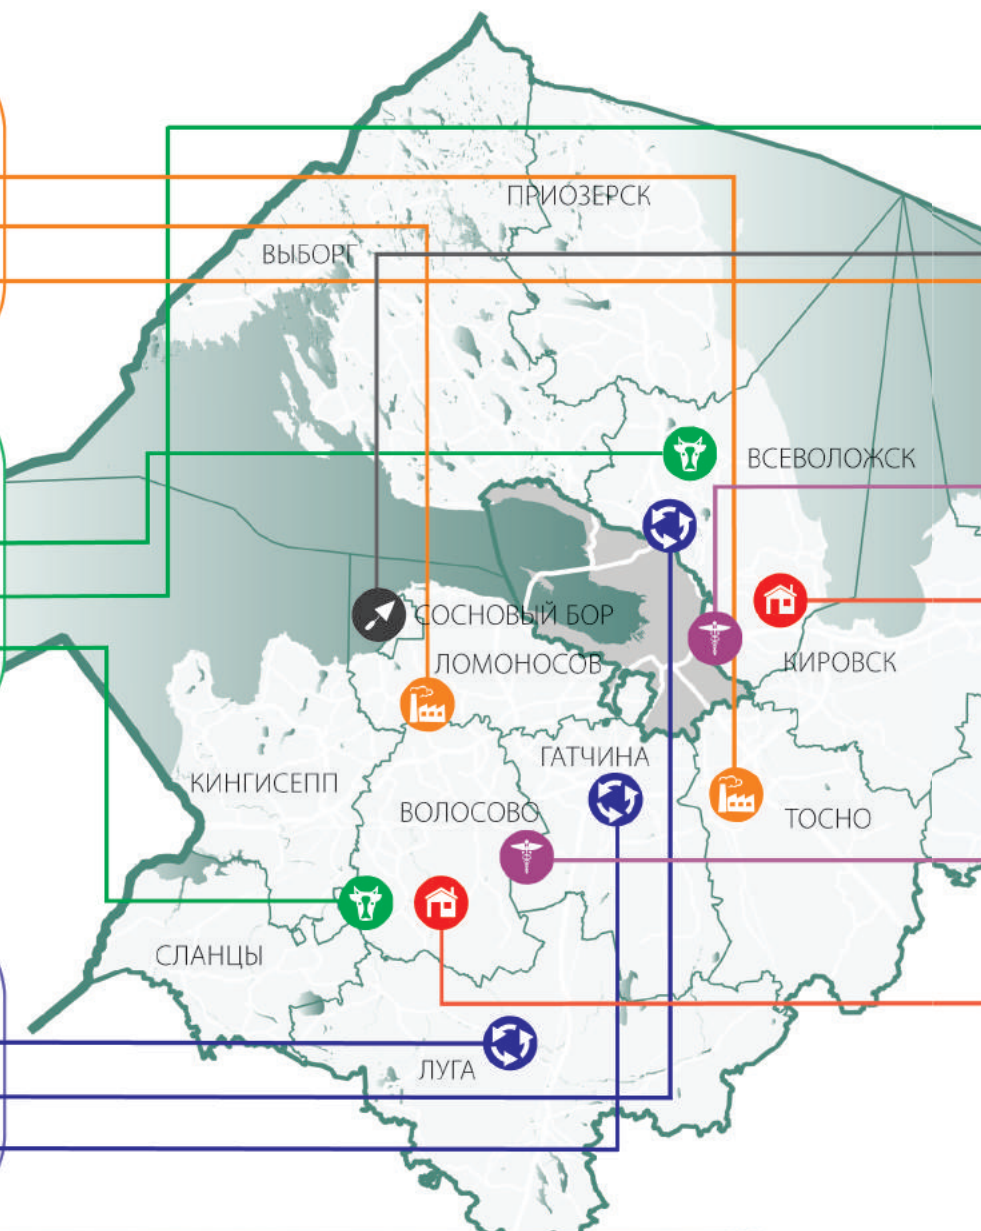 ПРИОЗЕРСК
ВЫБОРГ
ВСЕВОЛОЖСК
СОСНОВЫЙ БОР
ЛОМОНОСОВ
КИРОВСК
ГАТЧИНА
КИНГИСЕПП
ВОЛОСОВО
ТОСНО
СЛАНЦЫ
ЛУГА